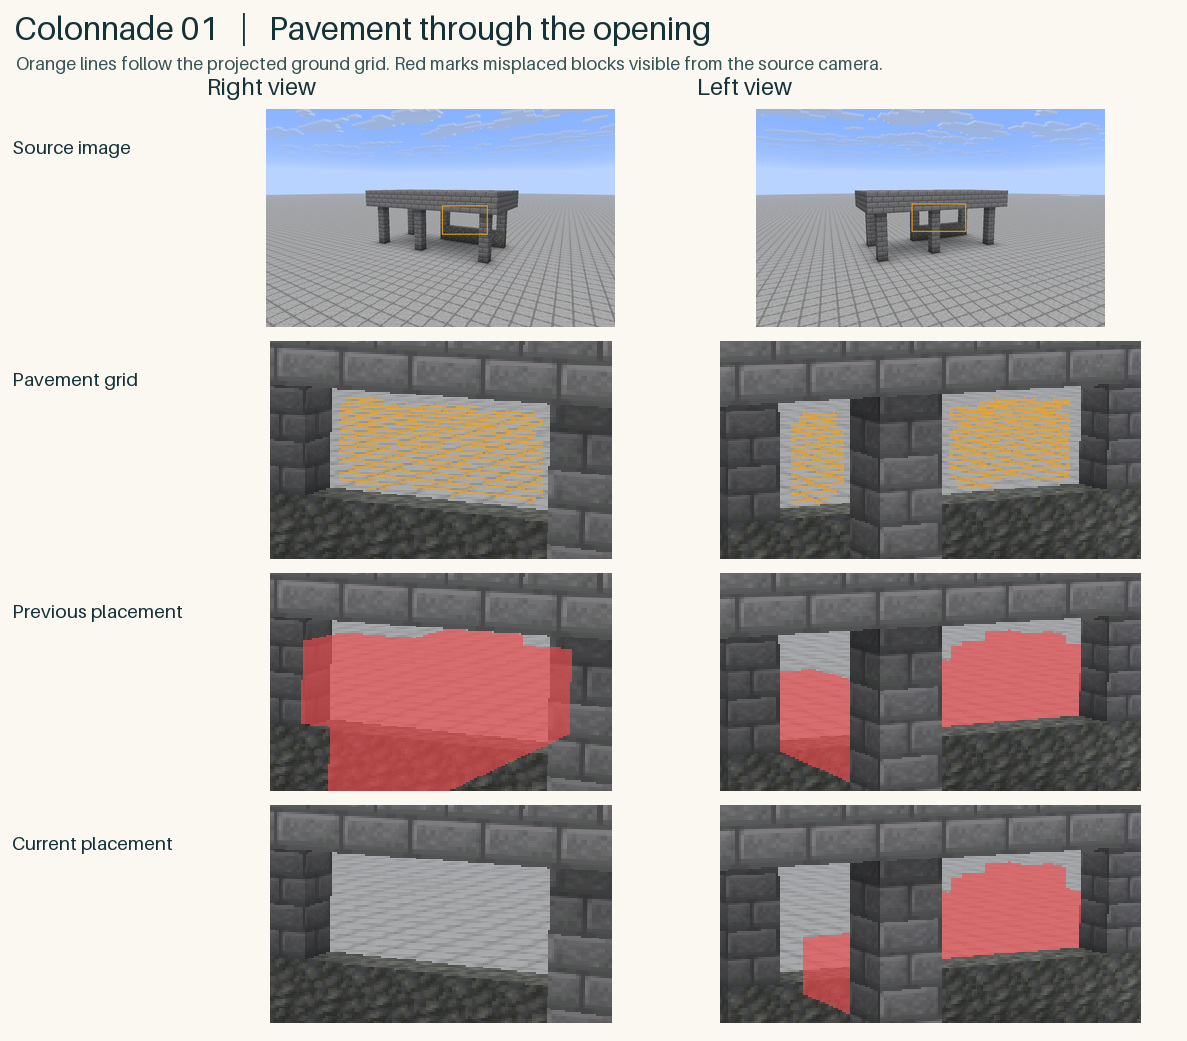 Colonnade 01 | Pavement through the opening
Orange lines follow the projected ground grid. Red marks misplaced blocks visible from the source camera.
Right view
Left view
Source image
Pavement grid
Previous placement
Current placement